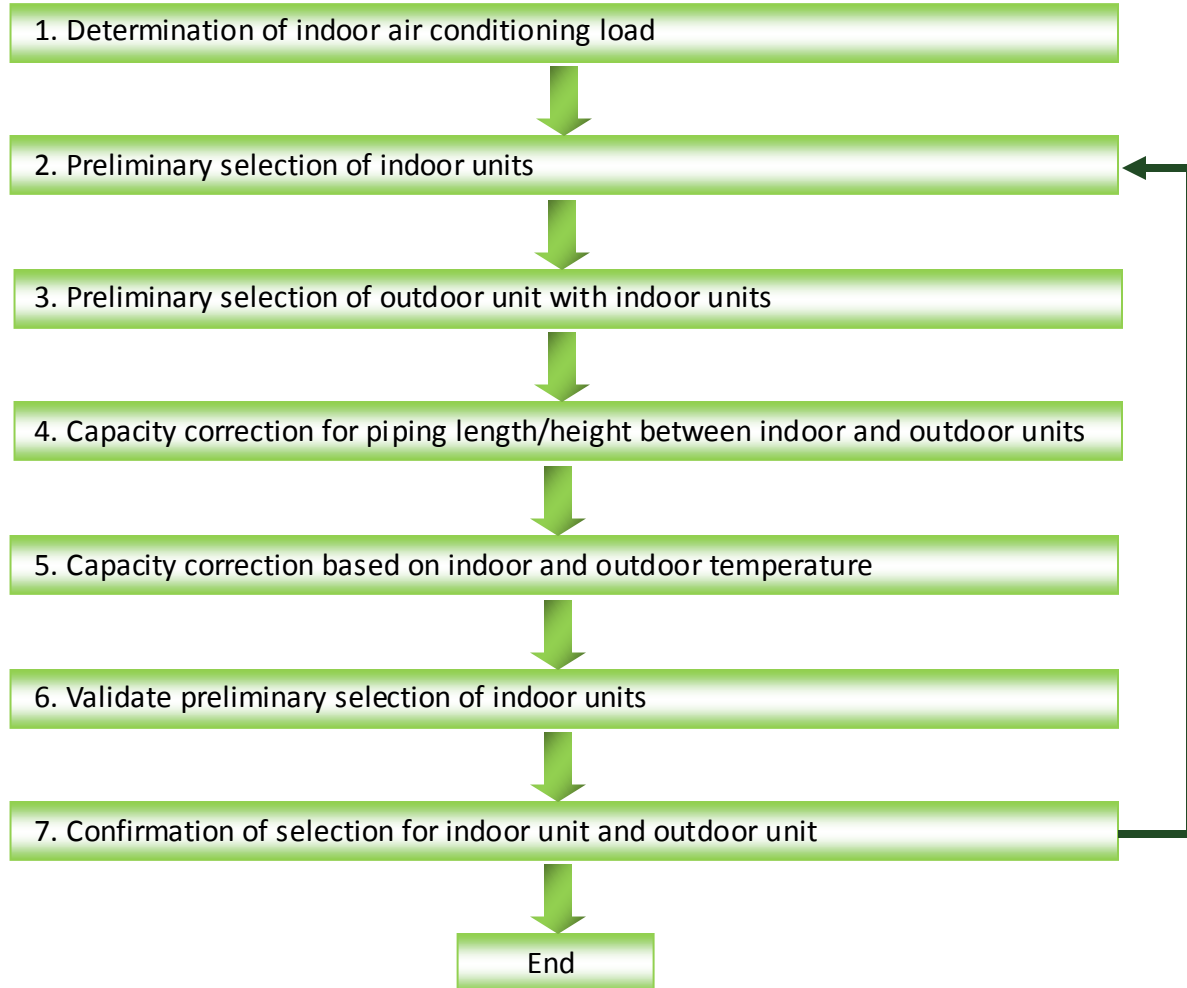 1. Determination of indoor air conditioning load
2. Preliminary selection of indoor units
3. Preliminary selection of outdoor unit with indoor units
4. Capacity correction for piping length/height between indoor and outdoor units
5. Capacity correction based on indoor and outdoor temperature
6. Validate preliminary selection of indoor units
7. Confirmation of selection for indoor unit and outdoor unit
End